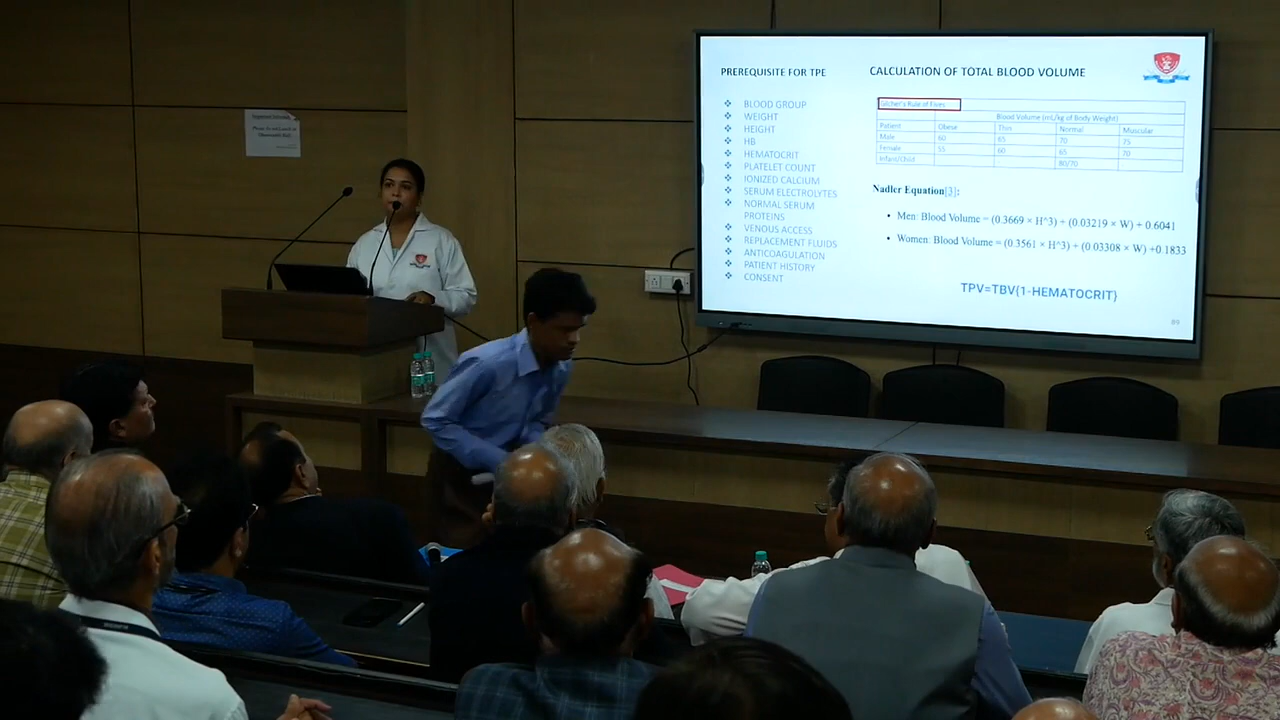 PREREQUISITE FOR TPE
❖ BLOOD GROUP
❖ WEIGHT
❖ HEIGHT
❖ HB
❖ HEMATOCRIT
❖ PLATELET COUNT
❖ IONIZED CALCIUM
❖ SERUM ELECTROLYTES
❖ NORMAL SERUM
PROTEINS
❖ VENOUS ACCESS
❖ REPLACEMENT FLUIDS
❖ ANTICOAGULATION
❖ PATIENT HISTORY
❖ CONSENT
CALCULATION OF TOTAL BLOOD VOLUME
Gilcher's Rule of Fives
Blood Volume (mL/kg of Body Weight)
Patient Obese Thin Normal Muscular
Male 60 65 70 75
Female 55 60 65 70
Infant/Child 80/70
Nadler Equation[3]:
• Men: Blood Volume = (0.3669 × H^3) + (0.03219 × W) + 0.6041
• Women: Blood Volume = (0.3561 × H^3) + (0.03308 × W) +0.1833
TPV=TBV(1-HEMATOCRIT)